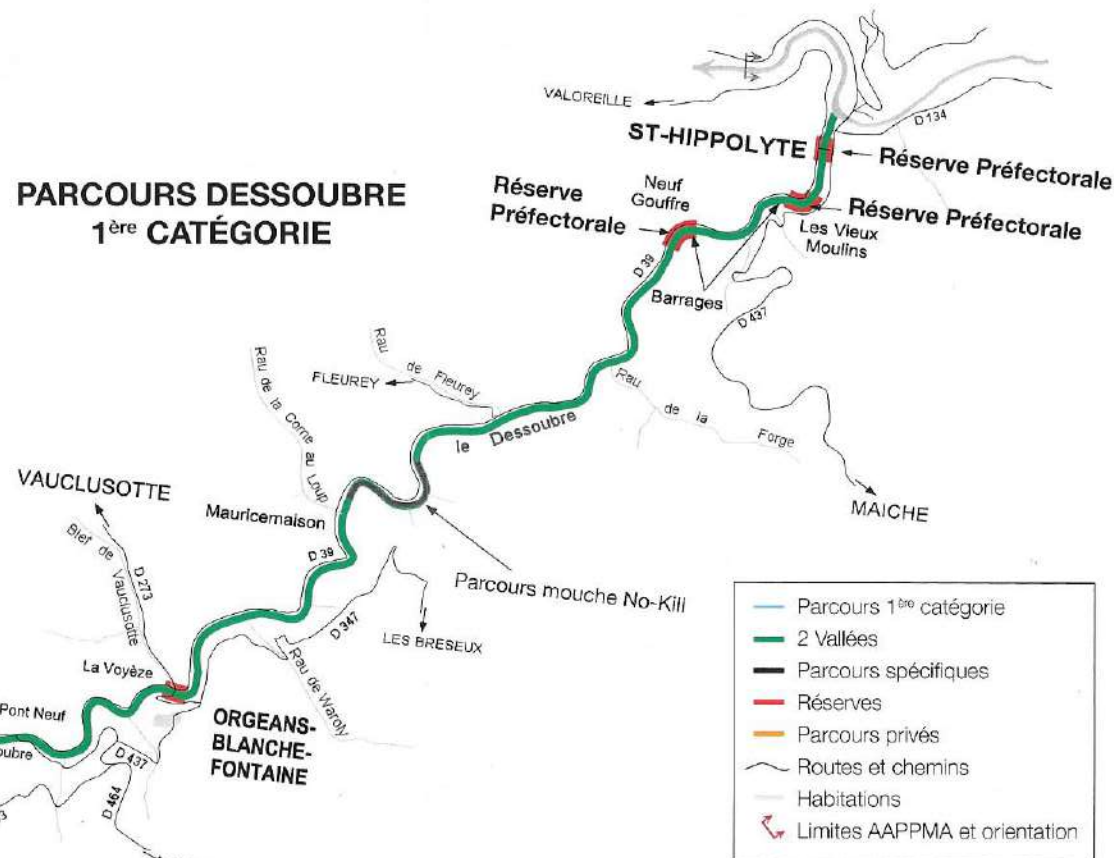 PARCOURS DESSOUBRE
1ère CATÉGORIE
VALOREILLE
D 134
ST-HIPPOLYTE
Réserve Préfectorale
Réserve
Préfectorale
Neuf
Gouffre
Réserve Préfectorale
Les Vieux
Moulins
D 39
Barrages
D 437
Rau de Fleurey
FLEUREY
Rau de la Corne au Loup
le Dessoubre
Rau de la Forge
MAICHE
VAUCLUSOTTE
Mauricemaison
Bief de Vauclusotte
D 273
D 39
Parcours mouche No-Kill
D 347
LES BRESEUX
La Voyèze
Rau de Waroly
Pont Neuf
ORGEANS-
BLANCHE-
FONTAINE
oubre
D 437
D 464
3
Parcours 1ère catégorie
2 Vallées
Parcours spécifiques
Réserves
Parcours privés
Routes et chemins
Habitations
Limites AAPPMA et orientation